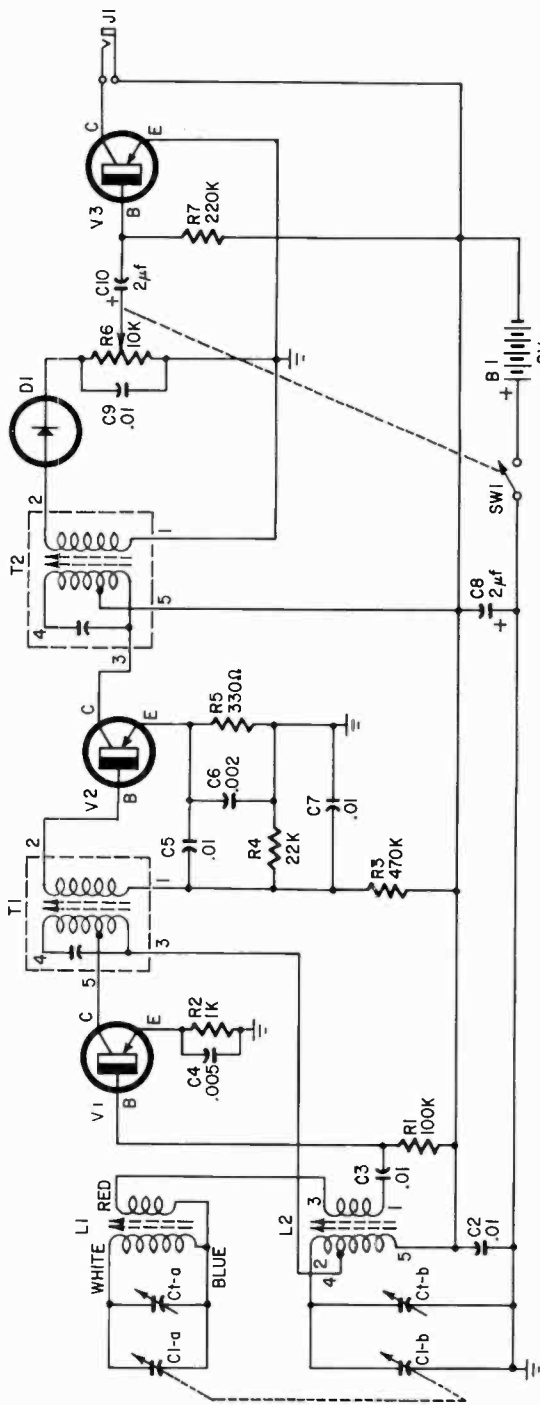 WHITE
RED
L1
BLUE
C1-a
Ct-a
L2
2
3
4
1
5
C1-b
Ct-b
C3
.01
C2
.01
R1
100K
V1
B
C
E
C4
.005
R2
1K
T1
4
5
3
2
1
V2
B
C
E
C5
.01
C6
.002
R5
330Ω
R4
22K
C7
.01
R3
470K
T2
4
3
5
2
1
C8
2μf
+
D1
C9
.01
R6
10K
C10
2μf
+
V3
B
C
E
R7
220K
J1
SW1
B1
+